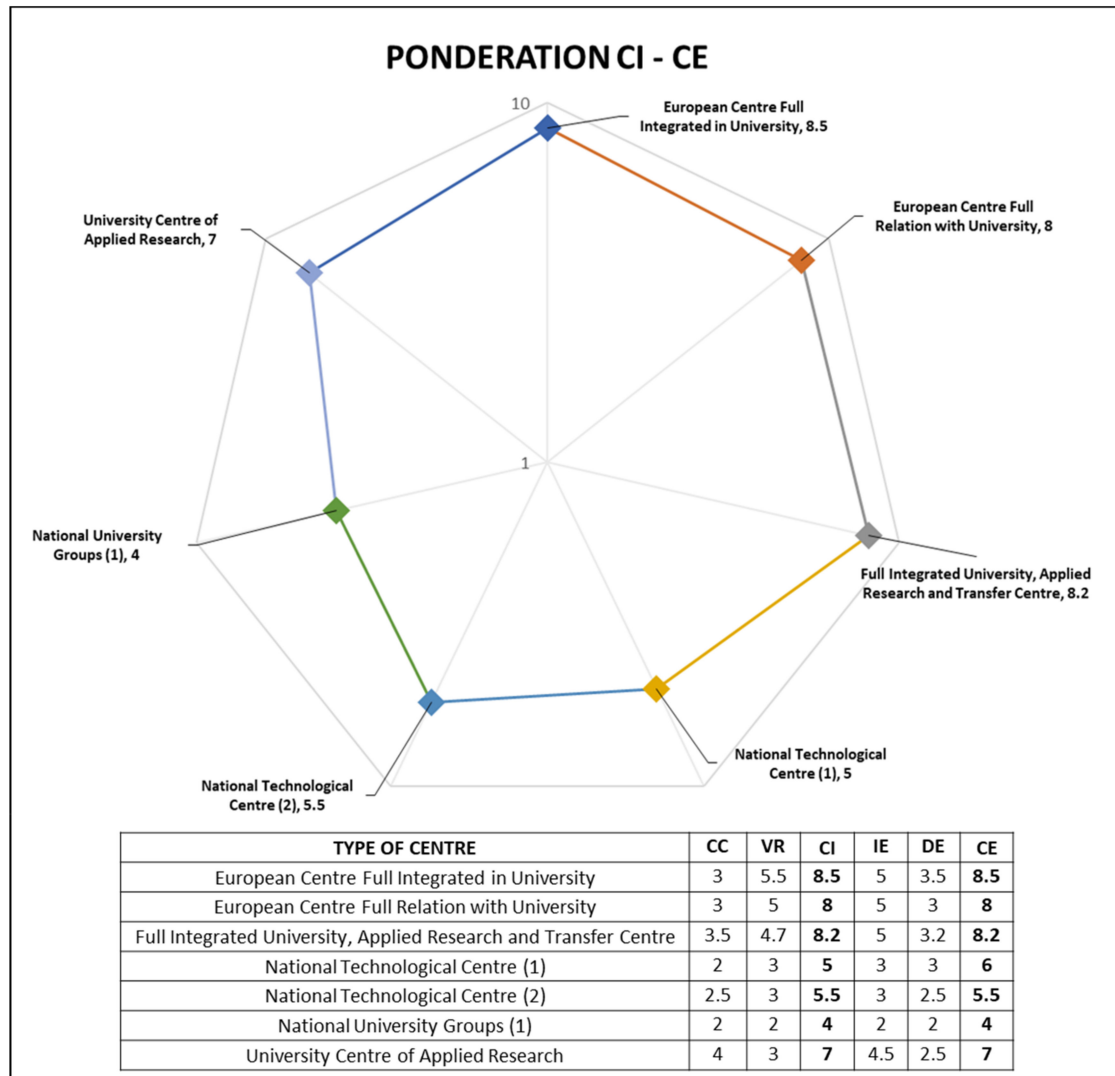 PONDERATION CI - CE
10
European Centre Full
Integrated in University, 8.5
University Centre of
Applied Research, 7
European Centre Full
Relation with University, 8
1
National University
Groups (1), 4
Full Integrated University, Applied
Research and Transfer Centre, 8.2
National Technological
Centre (1), 5
National Technological
Centre (2), 5.5
TYPE OF CENTRE CC VR CI IE DE CE
European Centre Full Integrated in University 3 5.5 8.5 5 3.5 8.5
European Centre Full Relation with University 3 5 8 5 3 8
Full Integrated University, Applied Research and Transfer Centre 3.5 4.7 8.2 5 3.2 8.2
National Technological Centre (1) 2 3 5 3 3 6
National Technological Centre (2) 2.5 3 5.5 3 2.5 5.5
National University Groups (1) 2 2 4 2 2 4
University Centre of Applied Research 4 3 7 4.5 2.5 7